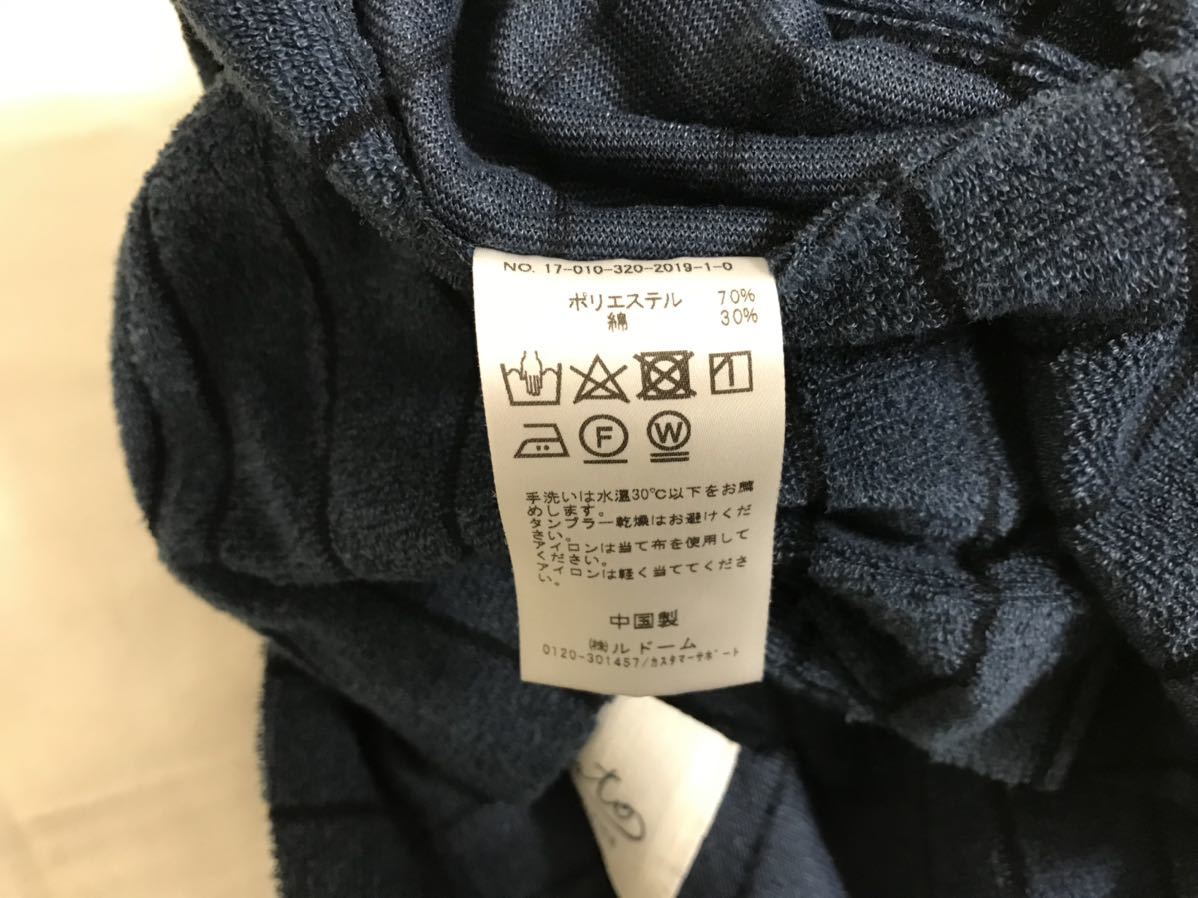 NO. 17-010-320-2019-1-0
ポリエステル 70%
綿 30%
F W
手洗いは水温30℃以下をお薦
めします。
タンブラー乾燥はお避けくだ
さい。
アイロンは当て布を使用して
ください。
アイロンは軽く当ててくださ
い。
中国製
㈱ルドーム
0120-301457/カスタマーサポート